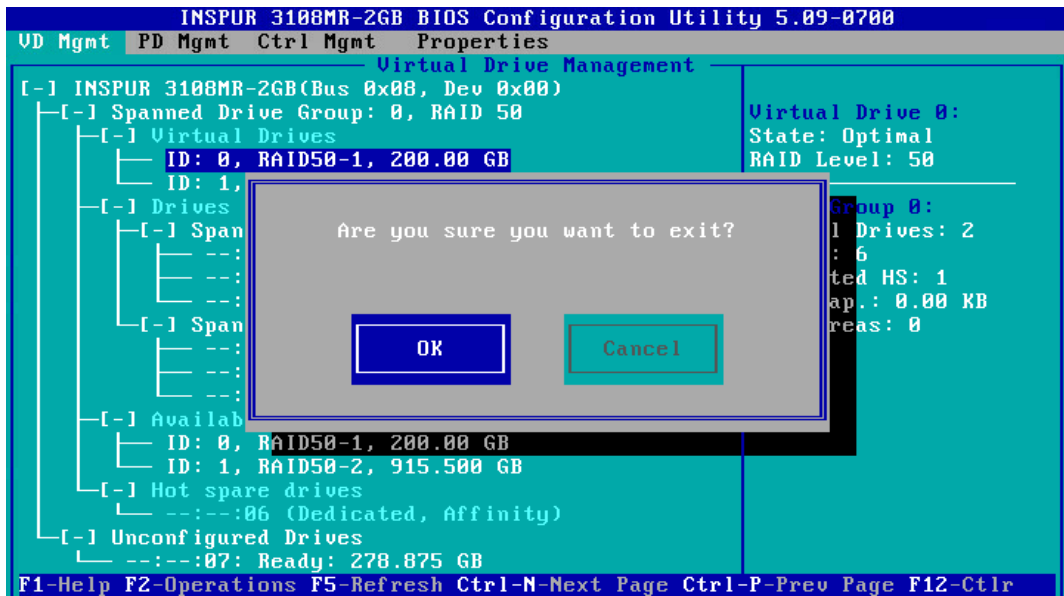 INSPUR 3108MR-2GB BIOS Configuration Utility 5.09-0700
VD Mgmt PD Mgmt Ctrl Mgmt Properties
Virtual Drive Management
[-] INSPUR 3108MR-2GB(Bus 0x08, Dev 0x00)
[-] Spanned Drive Group: 0, RAID 50
[-] Virtual Drives
ID: 0, RAID50-1, 200.00 GB
ID: 1,
[-] Drives
[-] Span
--:
--:
--:
[-] Span
--:
--:
--:
[-] Availab
ID: 0, RAID50-1, 200.00 GB
ID: 1, RAID50-2, 915.500 GB
[-] Hot spare drives
--:--:06 (Dedicated, Affinity)
[-] Unconfigured Drives
--:--:07: Ready: 278.875 GB
Virtual Drive 0:
State: Optimal
RAID Level: 50
Group 0:
l Drives: 2
: 6
ted HS: 1
ap.: 0.00 KB
reas: 0
Are you sure you want to exit?
OK Cancel
F1-Help F2-Operations F5-Refresh Ctrl-N-Next Page Ctrl-P-Prev Page F12-Ctlr